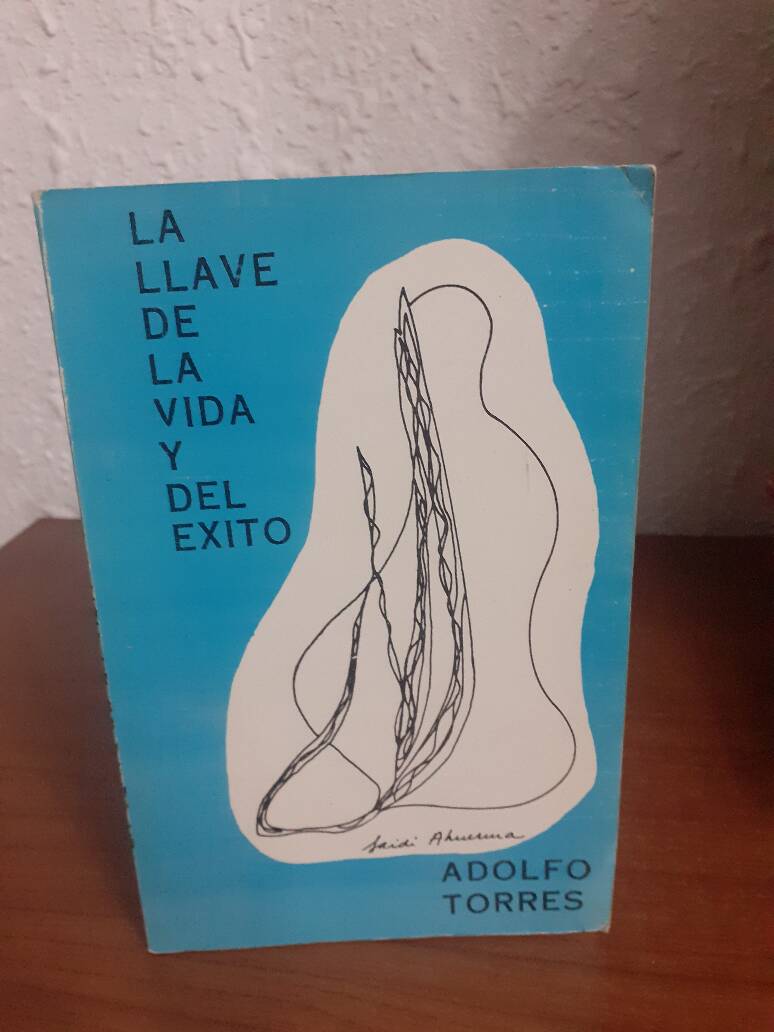 LA
LLAVE
DE
LA
VIDA
Y
DEL
EXITO
ADOLFO
TORRES